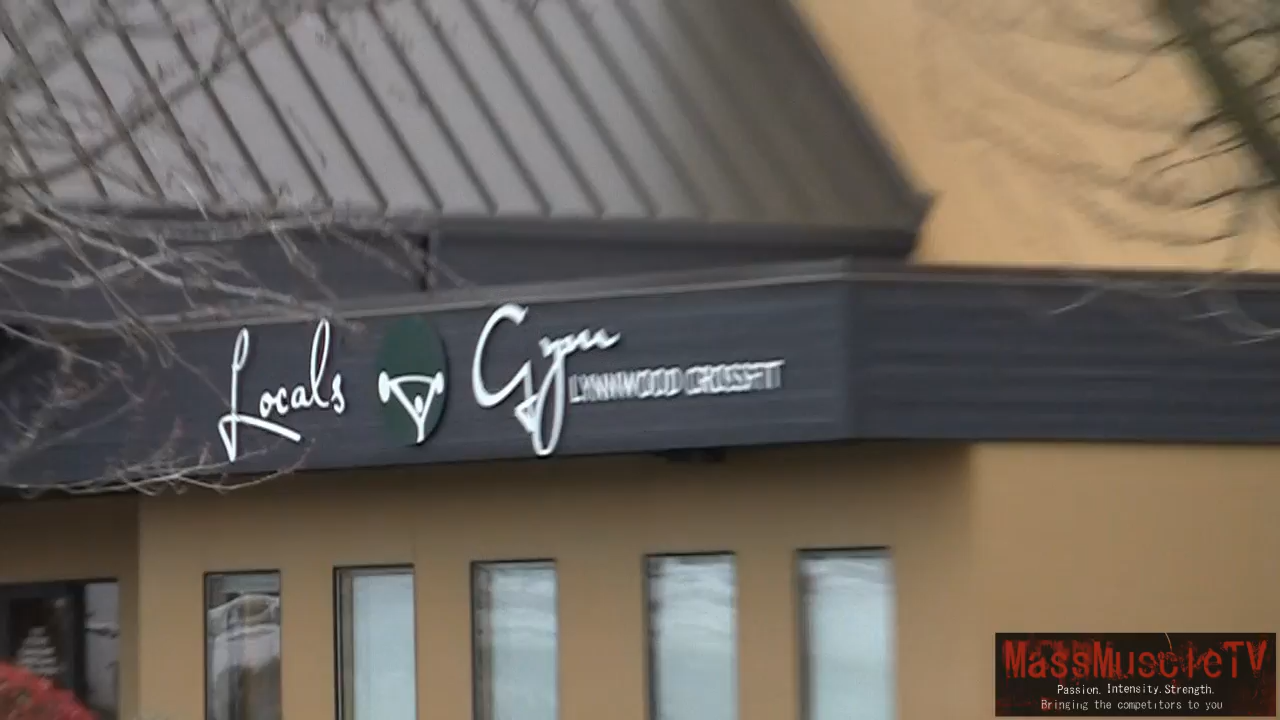 Locals Gym
LYNNWOOD CROSSFIT
MassMuscleTV
Passion. Intensity. Strength.
Bringing the competitors to you